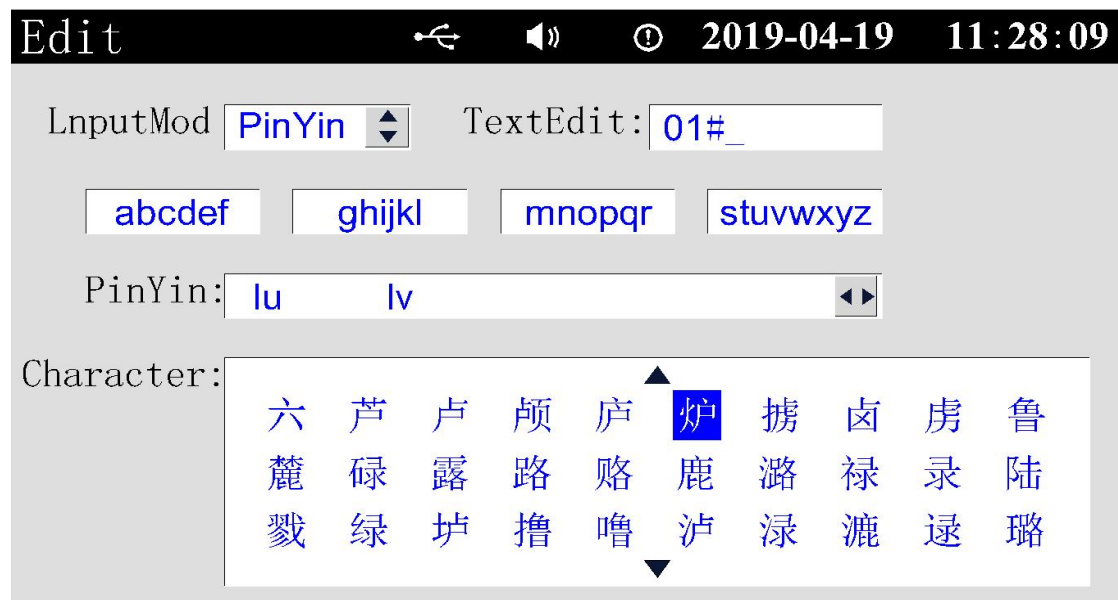 Edit 2019-04-19 11:28:09
LnputMod PinYin TextEdit: 01#_
abcdef ghijkl mnopqr stuvwxyz
PinYin: lu lv
Character:
六 芦 卢 颅 庐 炉 掳 卤 虏 鲁
麓 碌 露 路 赂 鹿 潞 禄 录 陆
戮 绿 垆 撸 噜 泸 渌 漉 逯 璐